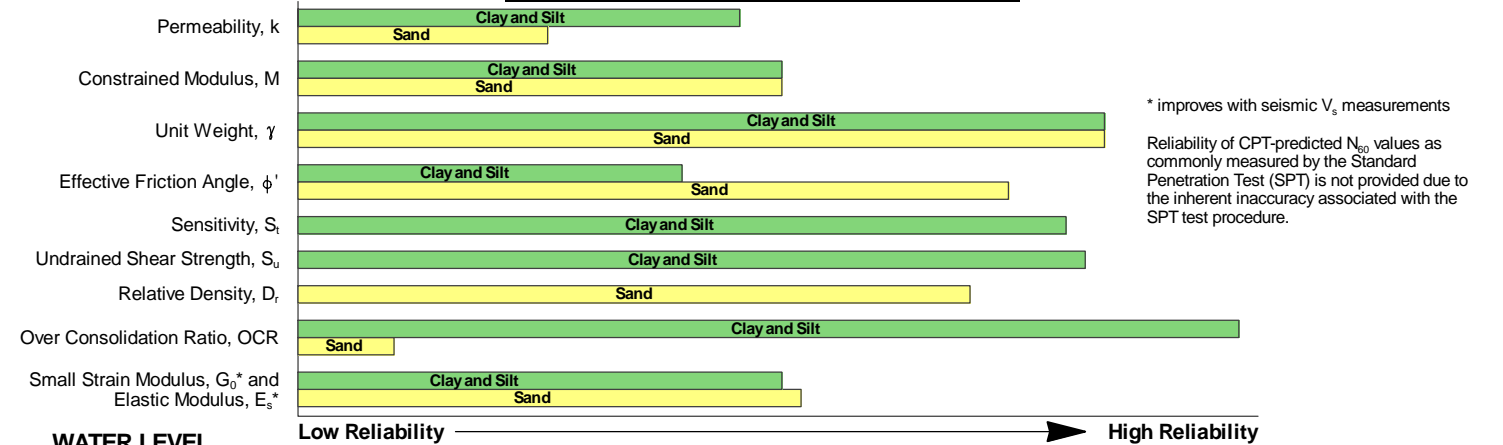 Permeability, k
Clay and Silt
Sand
Constrained Modulus, M
Clay and Silt
Sand
Unit Weight, γ
Clay and Silt
Sand
Effective Friction Angle, ϕ'
Clay and Silt
Sand
Sensitivity, Sₜ
Clay and Silt
Undrained Shear Strength, Sᵤ
Clay and Silt
Relative Density, Dᵣ
Sand
Over Consolidation Ratio, OCR
Clay and Silt
Sand
Small Strain Modulus, G₀* and
Elastic Modulus, Eₛ*
Clay and Silt
Sand
Low Reliability
High Reliability
* improves with seismic Vₛ measurements
Reliability of CPT-predicted N₆₀ values as
commonly measured by the Standard
Penetration Test (SPT) is not provided due to
the inherent inaccuracy associated with the
SPT test procedure.
WATER LEVEL